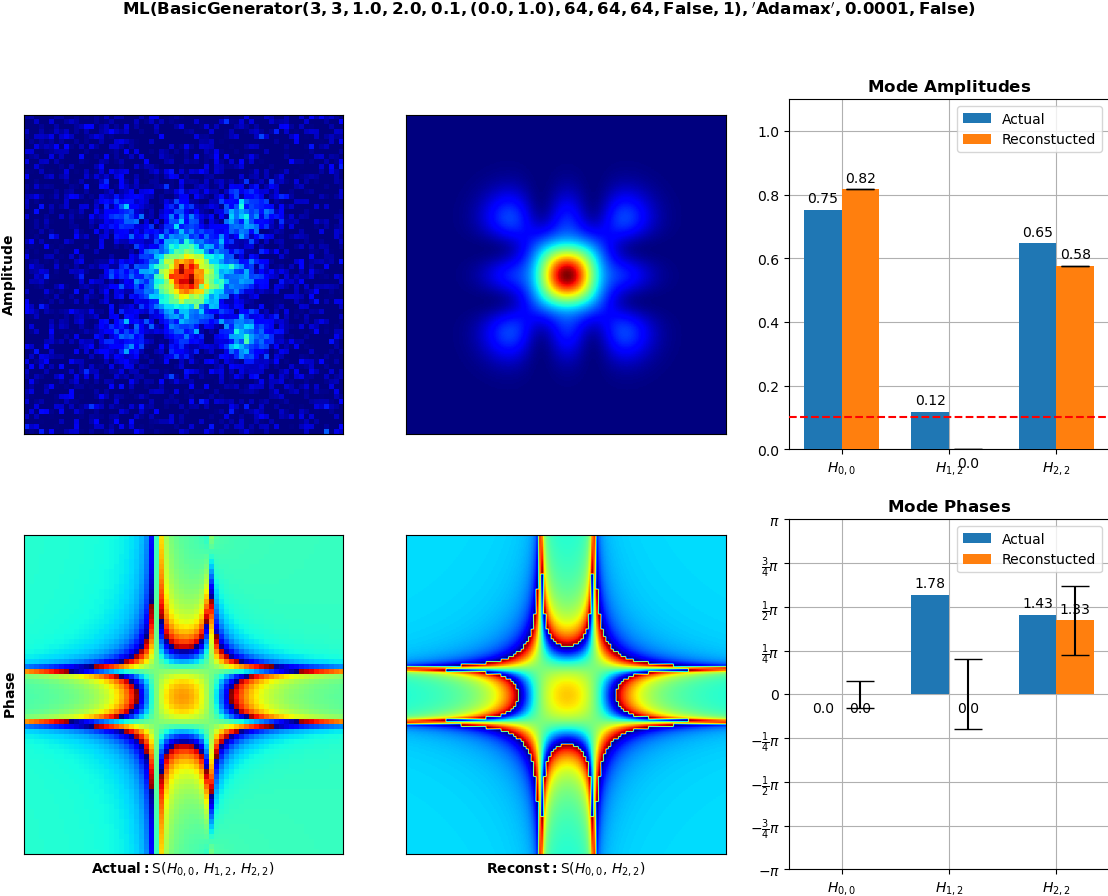 ML(BasicGenerator(3, 3, 1.0, 2.0, 0.1, (0.0, 1.0), 64, 64, 64, False, 1), ′Adamax′, 0.0001, False)
Amplitude
Mode Amplitudes
Actual
Reconstucted
1.0
0.8
0.6
0.4
0.2
0.0
0.75
0.82
0.12
0.0
0.65
0.58
H0,0
H1,2
H2,2
Phase
Actual: S(H0,0, H1,2, H2,2)
Reconst: S(H0,0, H2,2)
Mode Phases
Actual
Reconstucted
π
3/4π
1/2π
1/4π
0
−1/4π
−1/2π
−3/4π
−π
0.0
0.0
1.78
0.0
1.43
1.33
H0,0
H1,2
H2,2